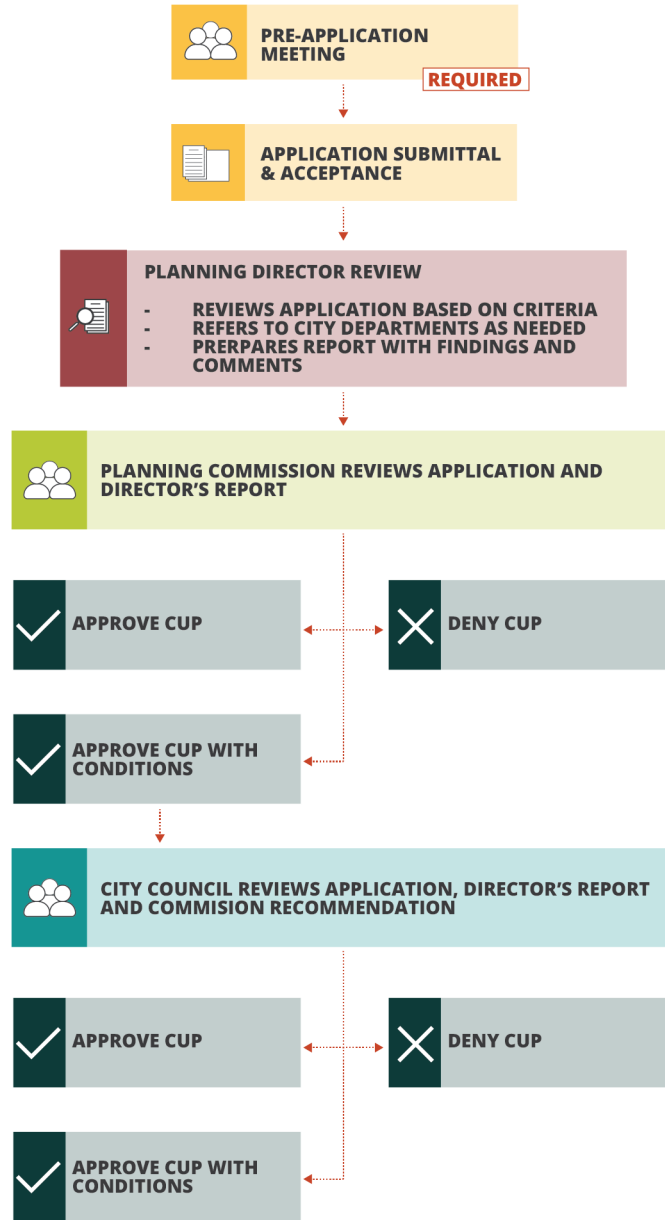 PRE-APPLICATION
MEETING
REQUIRED
APPLICATION SUBMITTAL
& ACCEPTANCE
PLANNING DIRECTOR REVIEW
- REVIEWS APPLICATION BASED ON CRITERIA
- REFERS TO CITY DEPARTMENTS AS NEEDED
- PRERPARES REPORT WITH FINDINGS AND
COMMENTS
PLANNING COMMISSION REVIEWS APPLICATION AND
DIRECTOR’S REPORT
APPROVE CUP
DENY CUP
APPROVE CUP WITH
CONDITIONS
CITY COUNCIL REVIEWS APPLICATION, DIRECTOR’S REPORT
AND COMMISION RECOMMENDATION
APPROVE CUP
DENY CUP
APPROVE CUP WITH
CONDITIONS